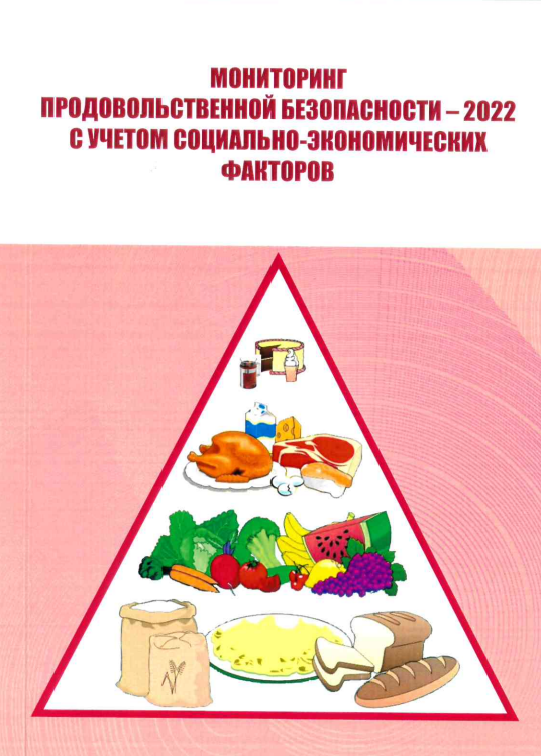 МОНИТОРИНГ
ПРОДОВОЛЬСТВЕННОЙ БЕЗОПАСНОСТИ – 2022
С УЧЕТОМ СОЦИАЛЬНО-ЭКОНОМИЧЕСКИХ
ФАКТОРОВ